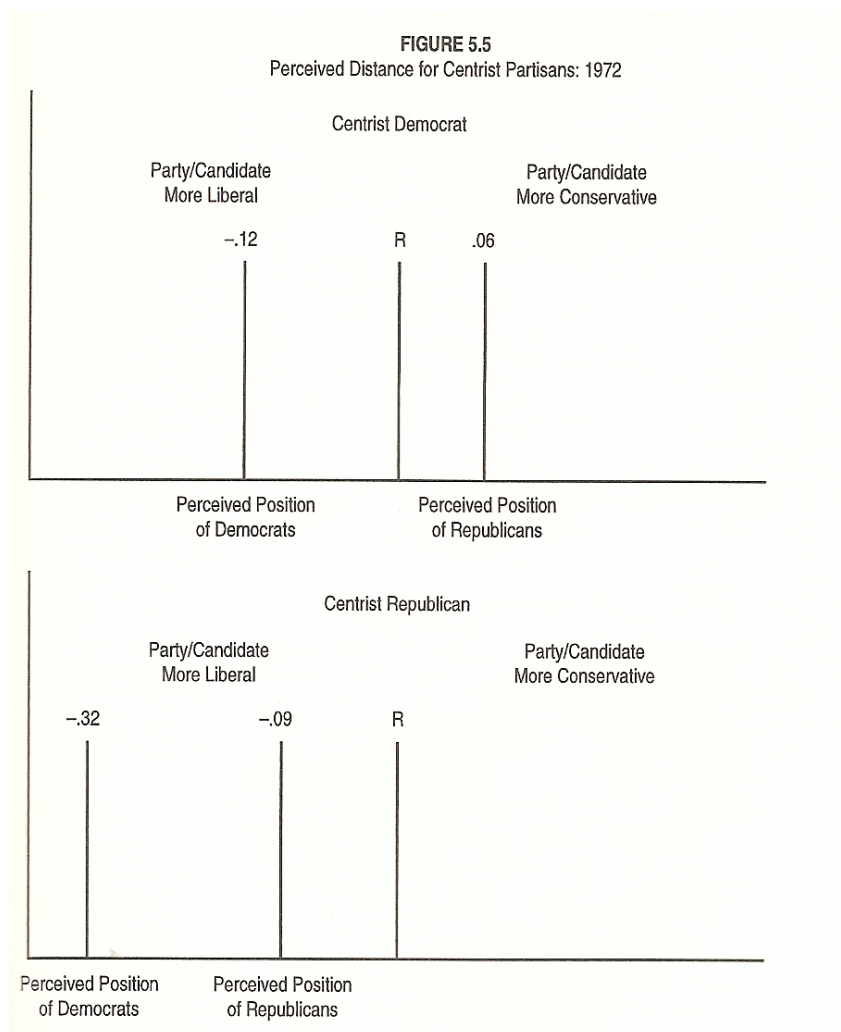 FIGURE 5.5
Perceived Distance for Centrist Partisans: 1972
Centrist Democrat
Party/Candidate
More Liberal
Party/Candidate
More Conservative
–.12
R
.06
Perceived Position
of Democrats
Perceived Position
of Republicans
Centrist Republican
Party/Candidate
More Liberal
Party/Candidate
More Conservative
–.32
–.09
R
Perceived Position
of Democrats
Perceived Position
of Republicans